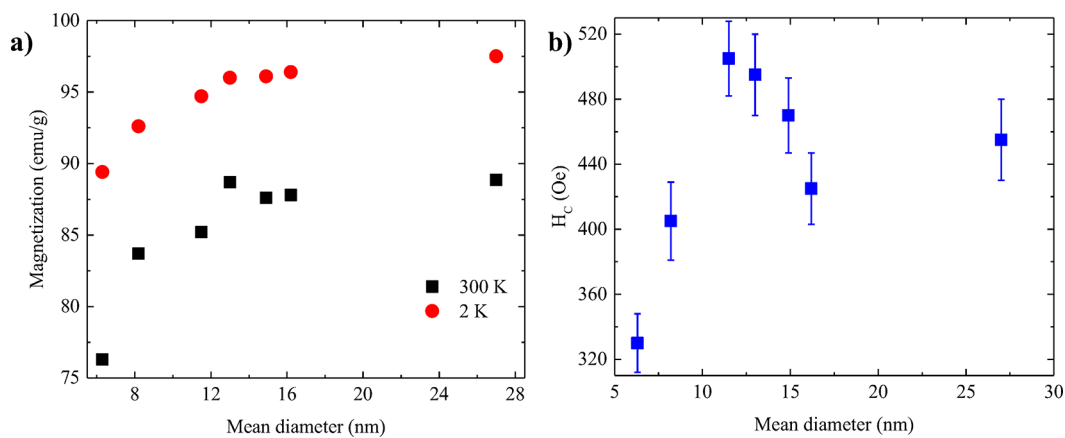 a)
Magnetization (emu/g)
100
95
90
85
80
75
300 K
2 K
8 12 16 20 24 28
Mean diameter (nm)
b)
H_C (Oe)
520
480
440
400
360
320
5 10 15 20 25 30
Mean diameter (nm)